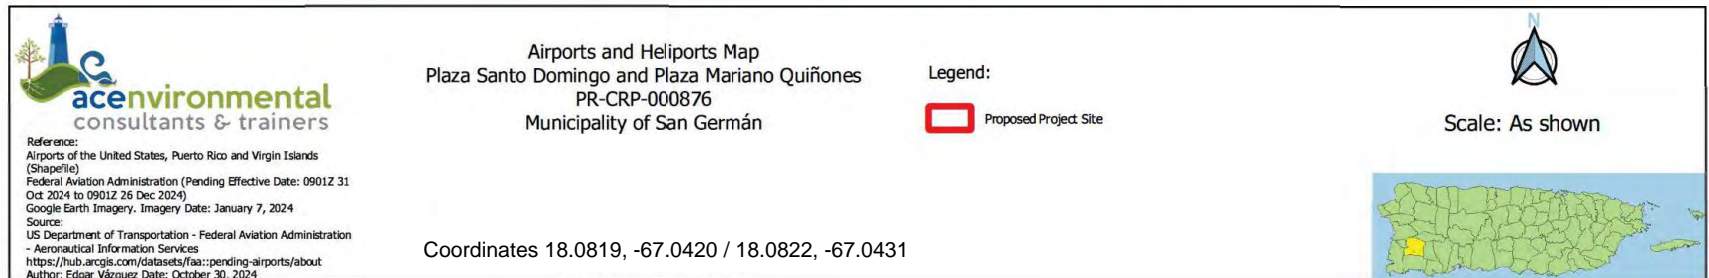 acenvironmental
consultants & trainers
Reference:
Airports of the United States, Puerto Rico and Virgin Islands
(Shapefile)
Federal Aviation Administration (Pending Effective Date: 0901Z 31
Oct 2024 to 0901Z 26 Dec 2024)
Google Earth Imagery. Imagery Date: January 7, 2024
Source:
US Department of Transportation - Federal Aviation Administration
- Aeronautical Information Services
https://hub.arcgis.com/datasets/faa::pending-airports/about
Author: Edgar Vázquez Date: October 30, 2024
Airports and Heliports Map
Plaza Santo Domingo and Plaza Mariano Quiñones
PR-CRP-000876
Municipality of San Germán
Coordinates 18.0819, -67.0420 / 18.0822, -67.0431
Legend:
Proposed Project Site
N
Scale: As shown